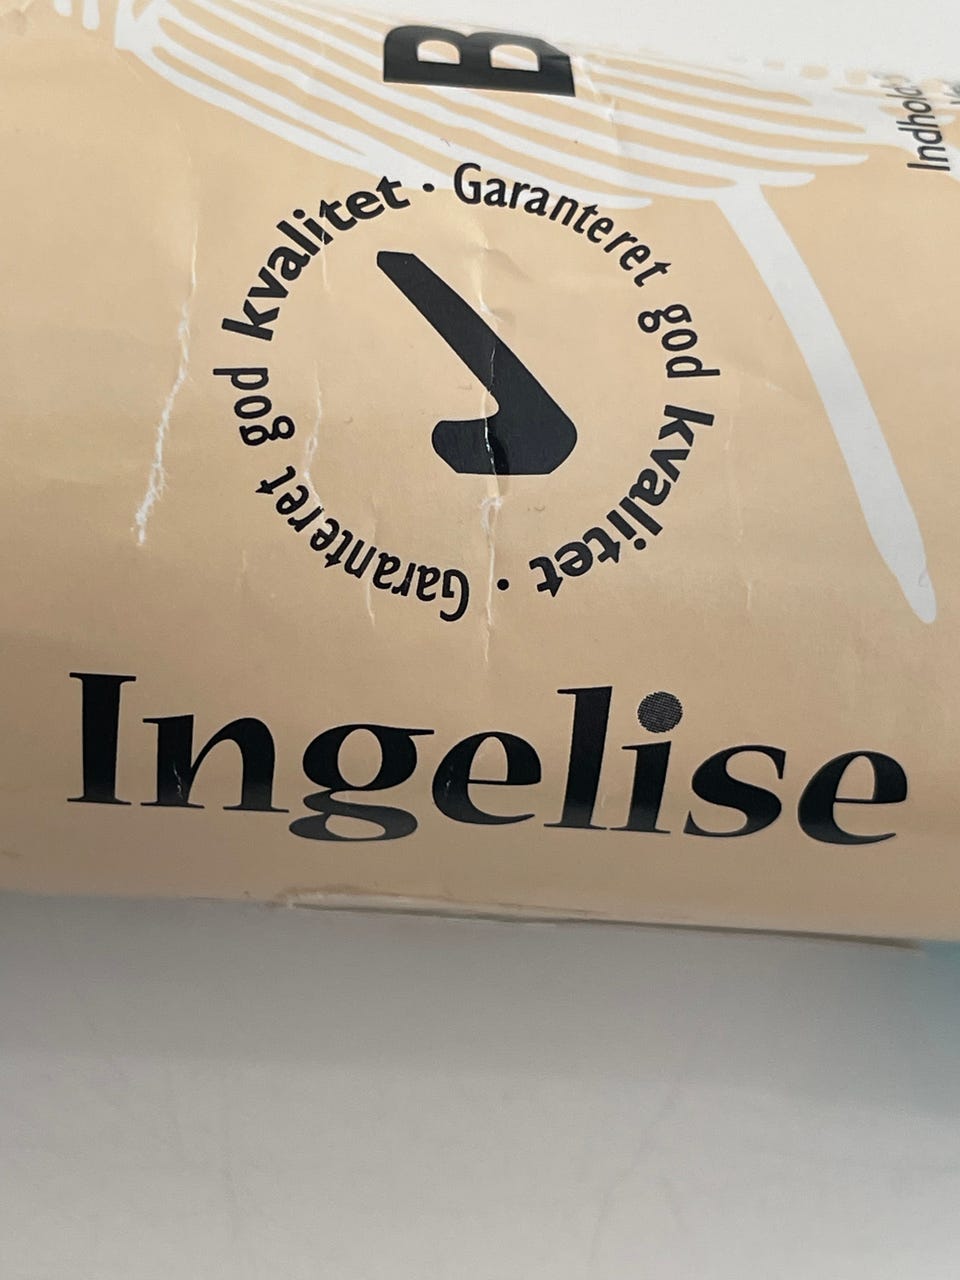 B
Indhold
Garanteret god kvalitet · Garanteret god kvalitet ·
Ingelise